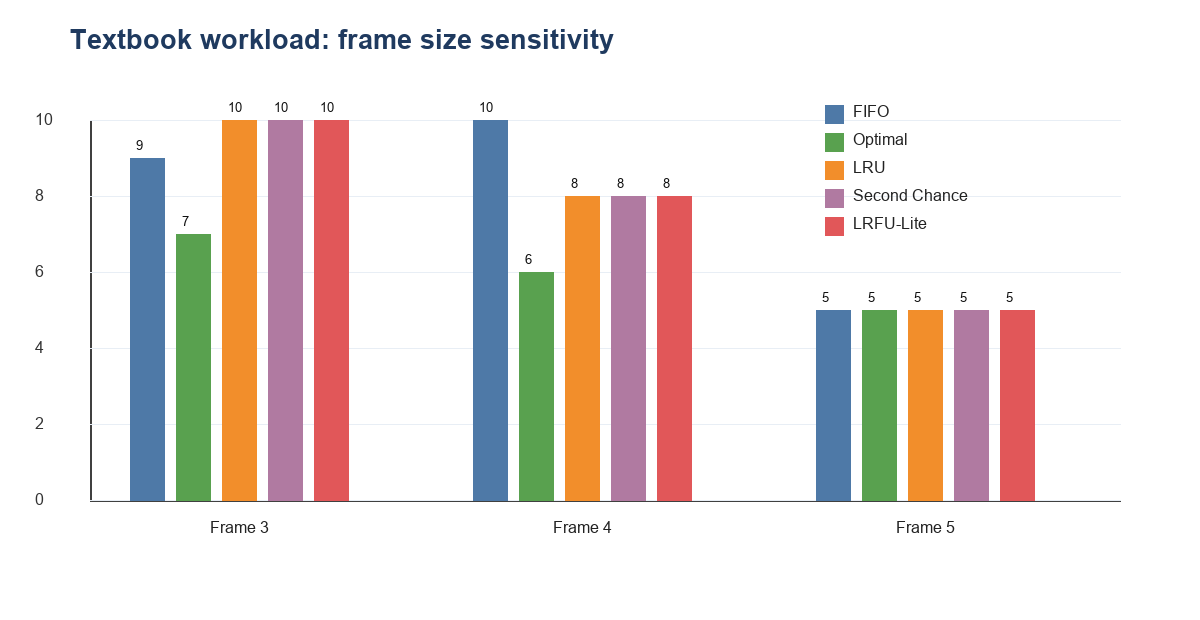 Textbook workload: frame size sensitivity
10
8
6
4
2
0
9
7
10
10
10
10
6
8
8
8
5
5
5
5
5
FIFO
Optimal
LRU
Second Chance
LRFU-Lite
Frame 3
Frame 4
Frame 5